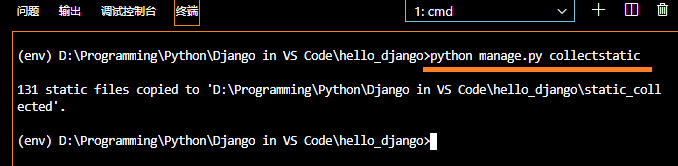 问题 输出 调试控制台 终端 1: cmd
(env) D:\Programming\Python\Django in VS Code\hello_django>python manage.py collectstatic
131 static files copied to 'D:\Programming\Python\Django in VS Code\hello_django\static_coll
ected'.
(env) D:\Programming\Python\Django in VS Code\hello_django>